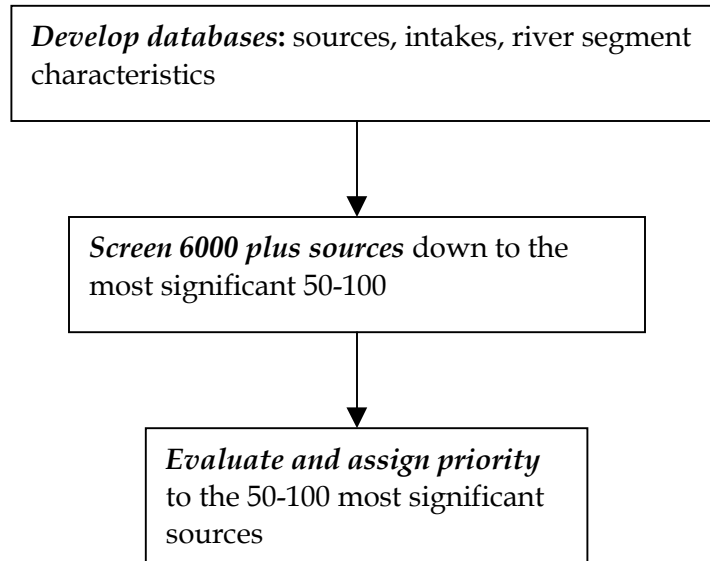 Develop databases: sources, intakes, river segment
characteristics
Screen 6000 plus sources down to the
most significant 50-100
Evaluate and assign priority
to the 50-100 most significant
sources